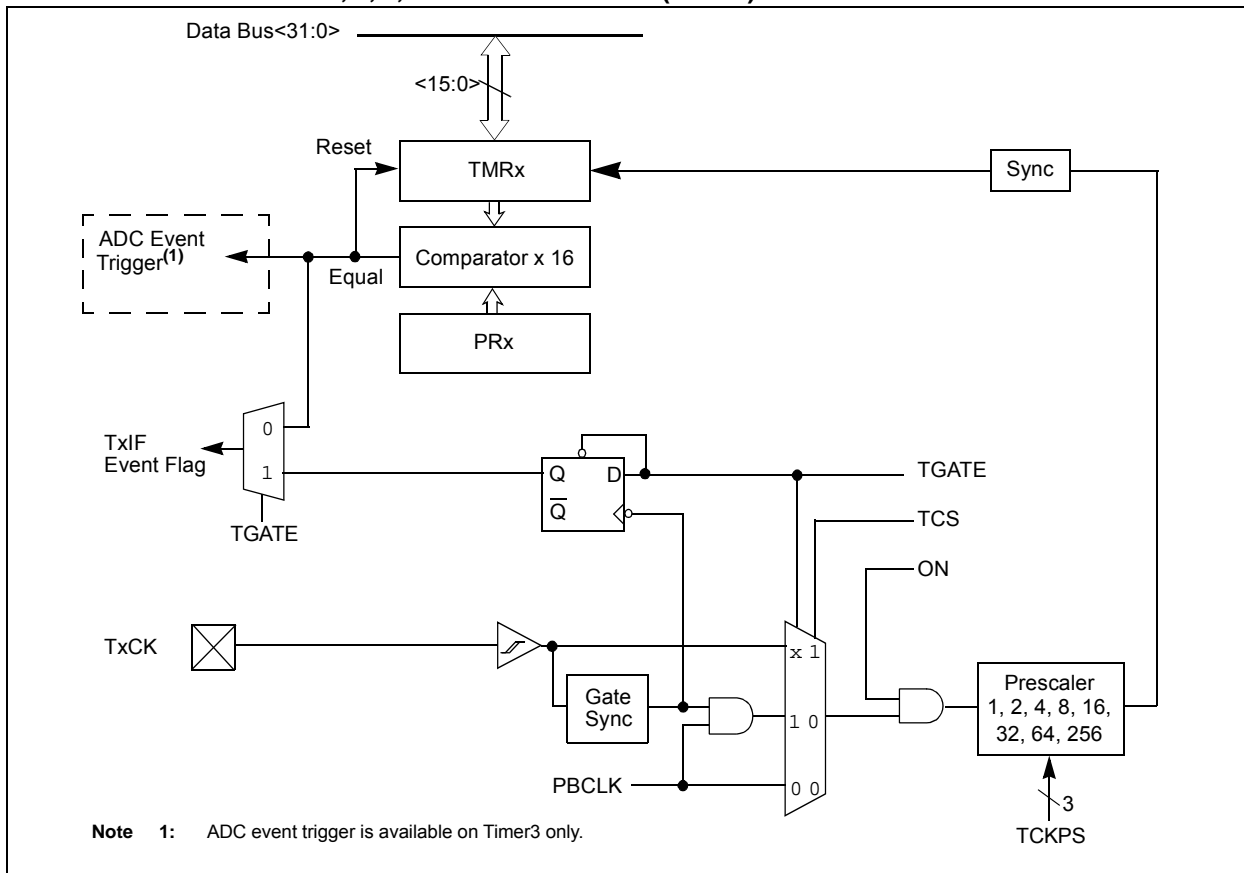 Data Bus<31:0>
<15:0>
Reset
TMRx
Sync
ADC Event
Trigger(1)
Equal
Comparator x 16
PRx
TxIF
Event Flag
0
1
TGATE
Q D
Q
TGATE
TCS
ON
TxCK
x 1
Gate
Sync
1 0
Prescaler
1, 2, 4, 8, 16,
32, 64, 256
PBCLK
0 0
3
TCKPS
Note 1: ADC event trigger is available on Timer3 only.